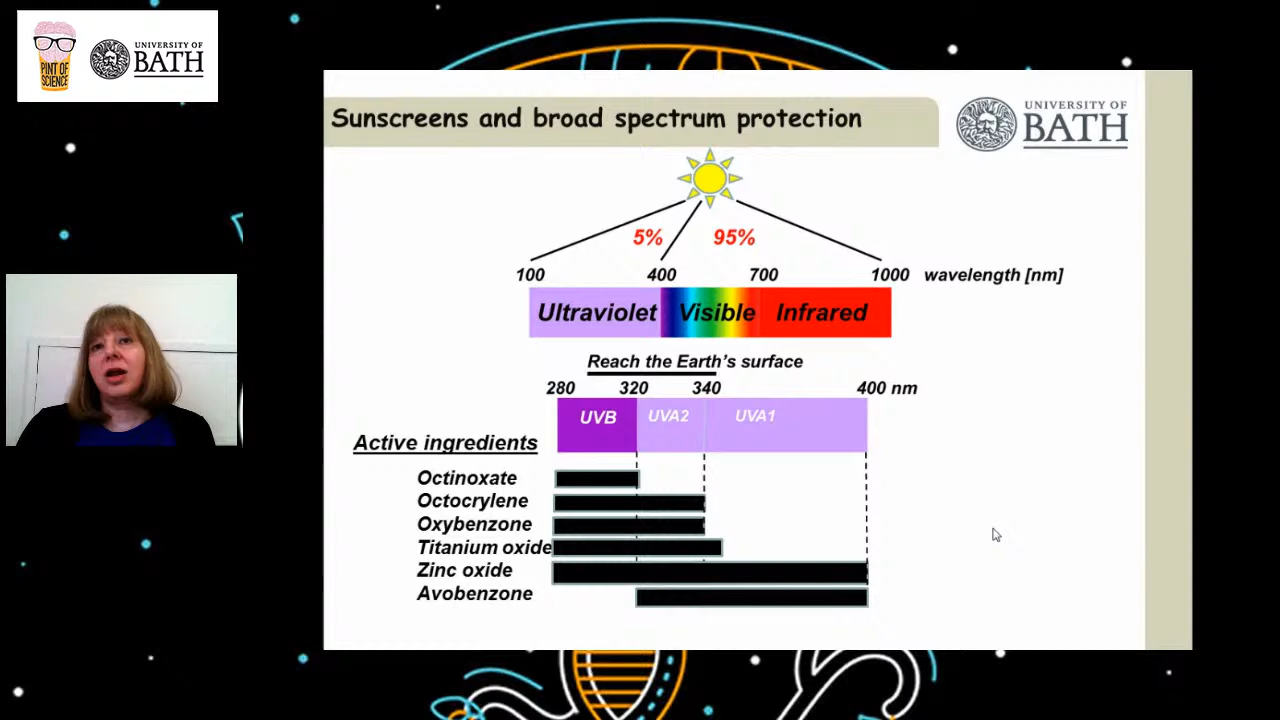 PINT OF
SCIENCE
UNIVERSITY OF
BATH
Sunscreens and broad spectrum protection
UNIVERSITY OF
BATH
5% 95%
100 400 700 1000 wavelength [nm]
Ultraviolet Visible Infrared
Reach the Earth's surface
280 320 340 400 nm
UVB UVA2 UVA1
Active ingredients
Octinoxate
Octocrylene
Oxybenzone
Titanium oxide
Zinc oxide
Avobenzone